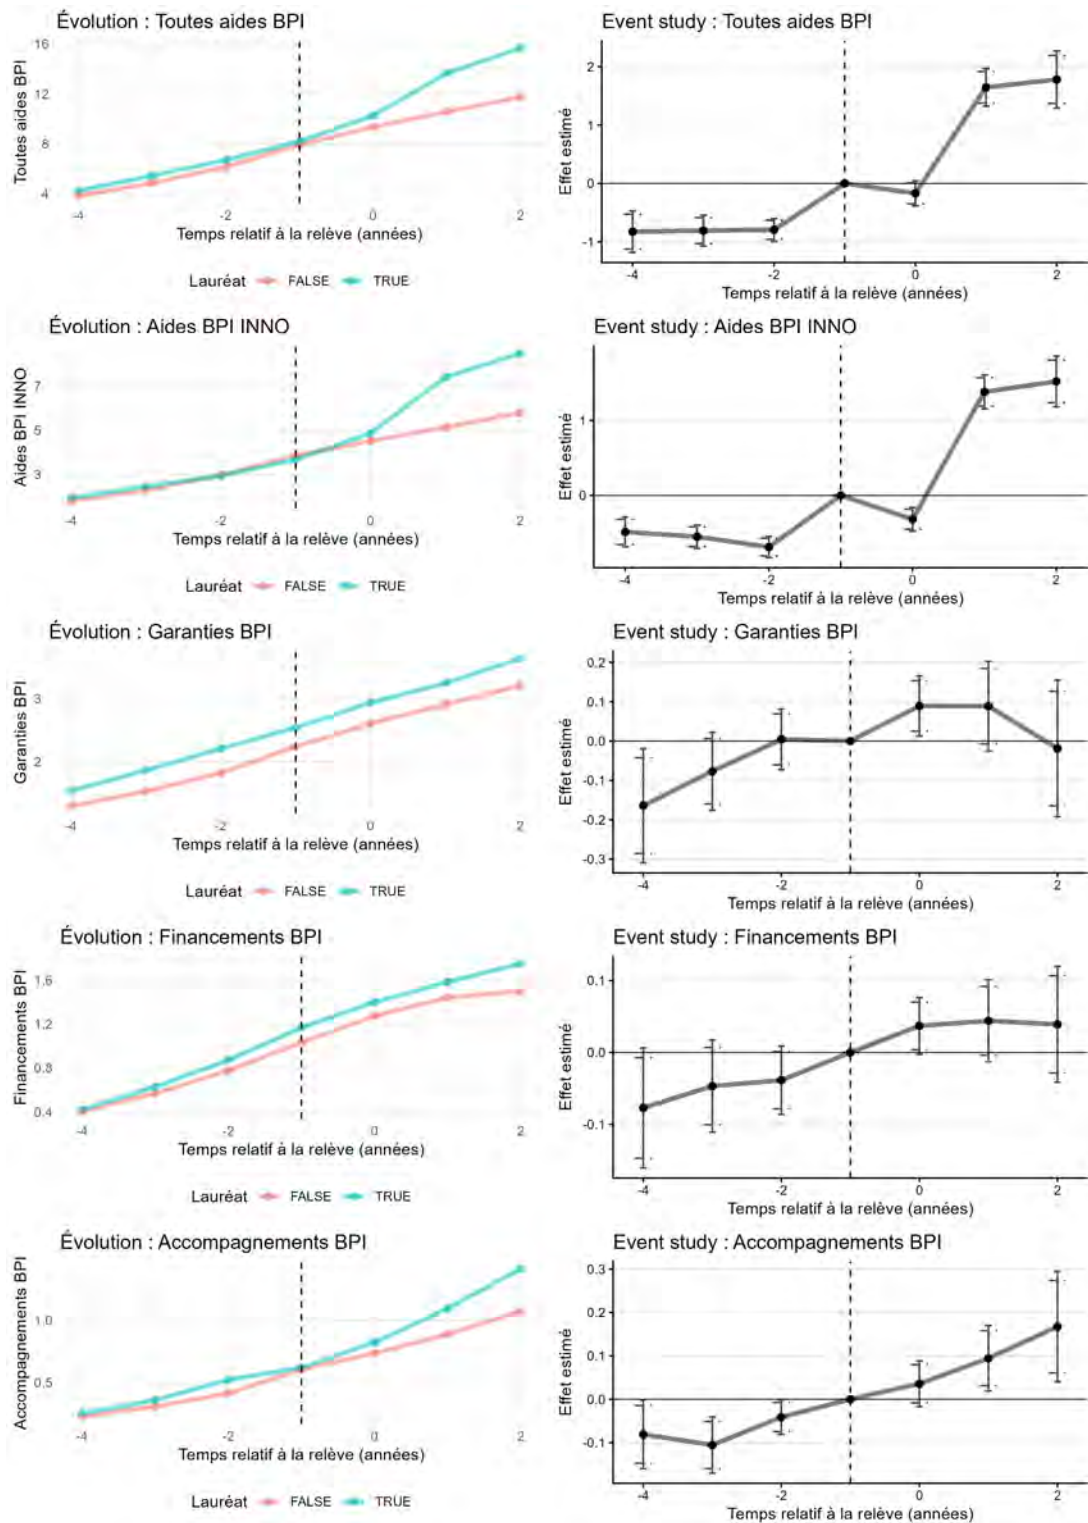 Évolution : Toutes aides BPI
Toutes aides BPI
16
12
8
4
-4
-2
0
2
Temps relatif à la relève (années)
Lauréat FALSE TRUE
Event study : Toutes aides BPI
Effet estimé
2
1
0
-1
-4
-2
0
2
Temps relatif à la relève (années)
Évolution : Aides BPI INNO
Aides BPI INNO
7
5
3
-4
-2
0
2
Temps relatif à la relève (années)
Lauréat FALSE TRUE
Event study : Aides BPI INNO
Effet estimé
1
0
-4
-2
0
2
Temps relatif à la relève (années)
Évolution : Garanties BPI
Garanties BPI
3
2
-4
-2
0
2
Temps relatif à la relève (années)
Lauréat FALSE TRUE
Event study : Garanties BPI
Effet estimé
0.2
0.1
0.0
-0.1
-0.2
-0.3
-4
-2
0
2
Temps relatif à la relève (années)
Évolution : Financements BPI
Financements BPI
1.6
1.2
0.8
0.4
-4
-2
0
2
Temps relatif à la relève (années)
Lauréat FALSE TRUE
Event study : Financements BPI
Effet estimé
0.1
0.0
-0.1
-4
-2
0
2
Temps relatif à la relève (années)
Évolution : Accompagnements BPI
Accompagnements BPI
1.0
0.5
-4
-2
0
2
Temps relatif à la relève (années)
Lauréat FALSE TRUE
Event study : Accompagnements BPI
Effet estimé
0.3
0.2
0.1
0.0
-0.1
-4
-2
0
2
Temps relatif à la relève (années)